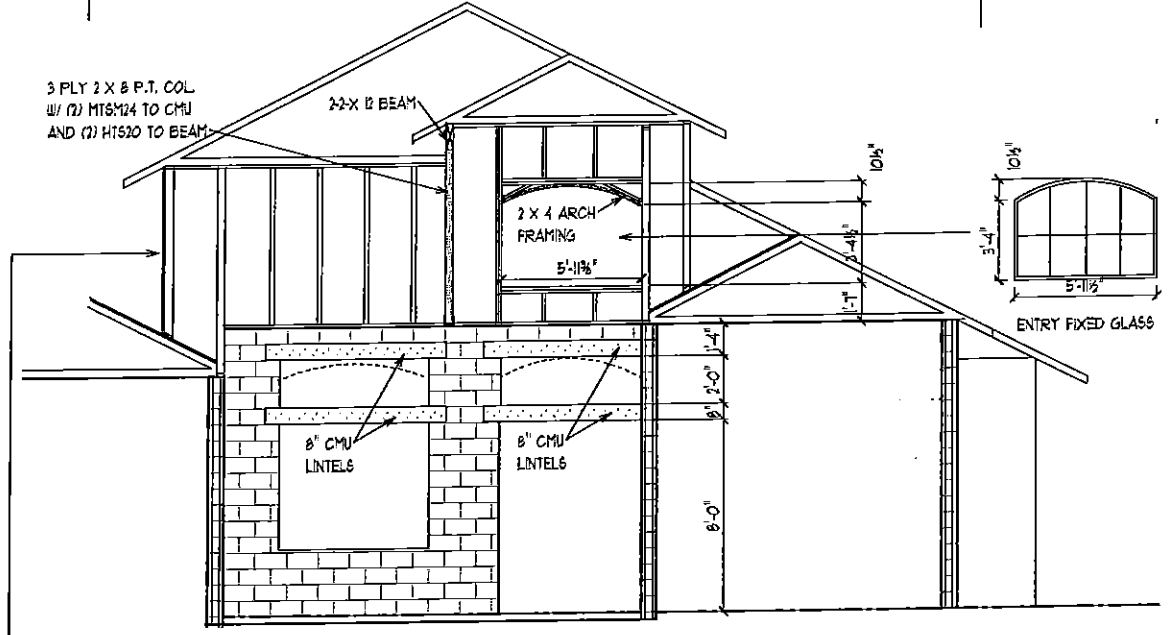 3 PLY 2 X 8 P.T. COL.
W/ (2) MTSM24 TO CMU
AND (2) HTS20 TO BEAM
2-2-X 12 BEAM
2 X 4 ARCH
FRAMING
5'-11⅜"
10½"
3'-4½"
1'-7"
1'-4"
2'-0"
8"
8'-0"
8" CMU
LINTELS
8" CMU
LINTELS
10½"
3'-4"
5'-11½"
ENTRY FIXED GLASS